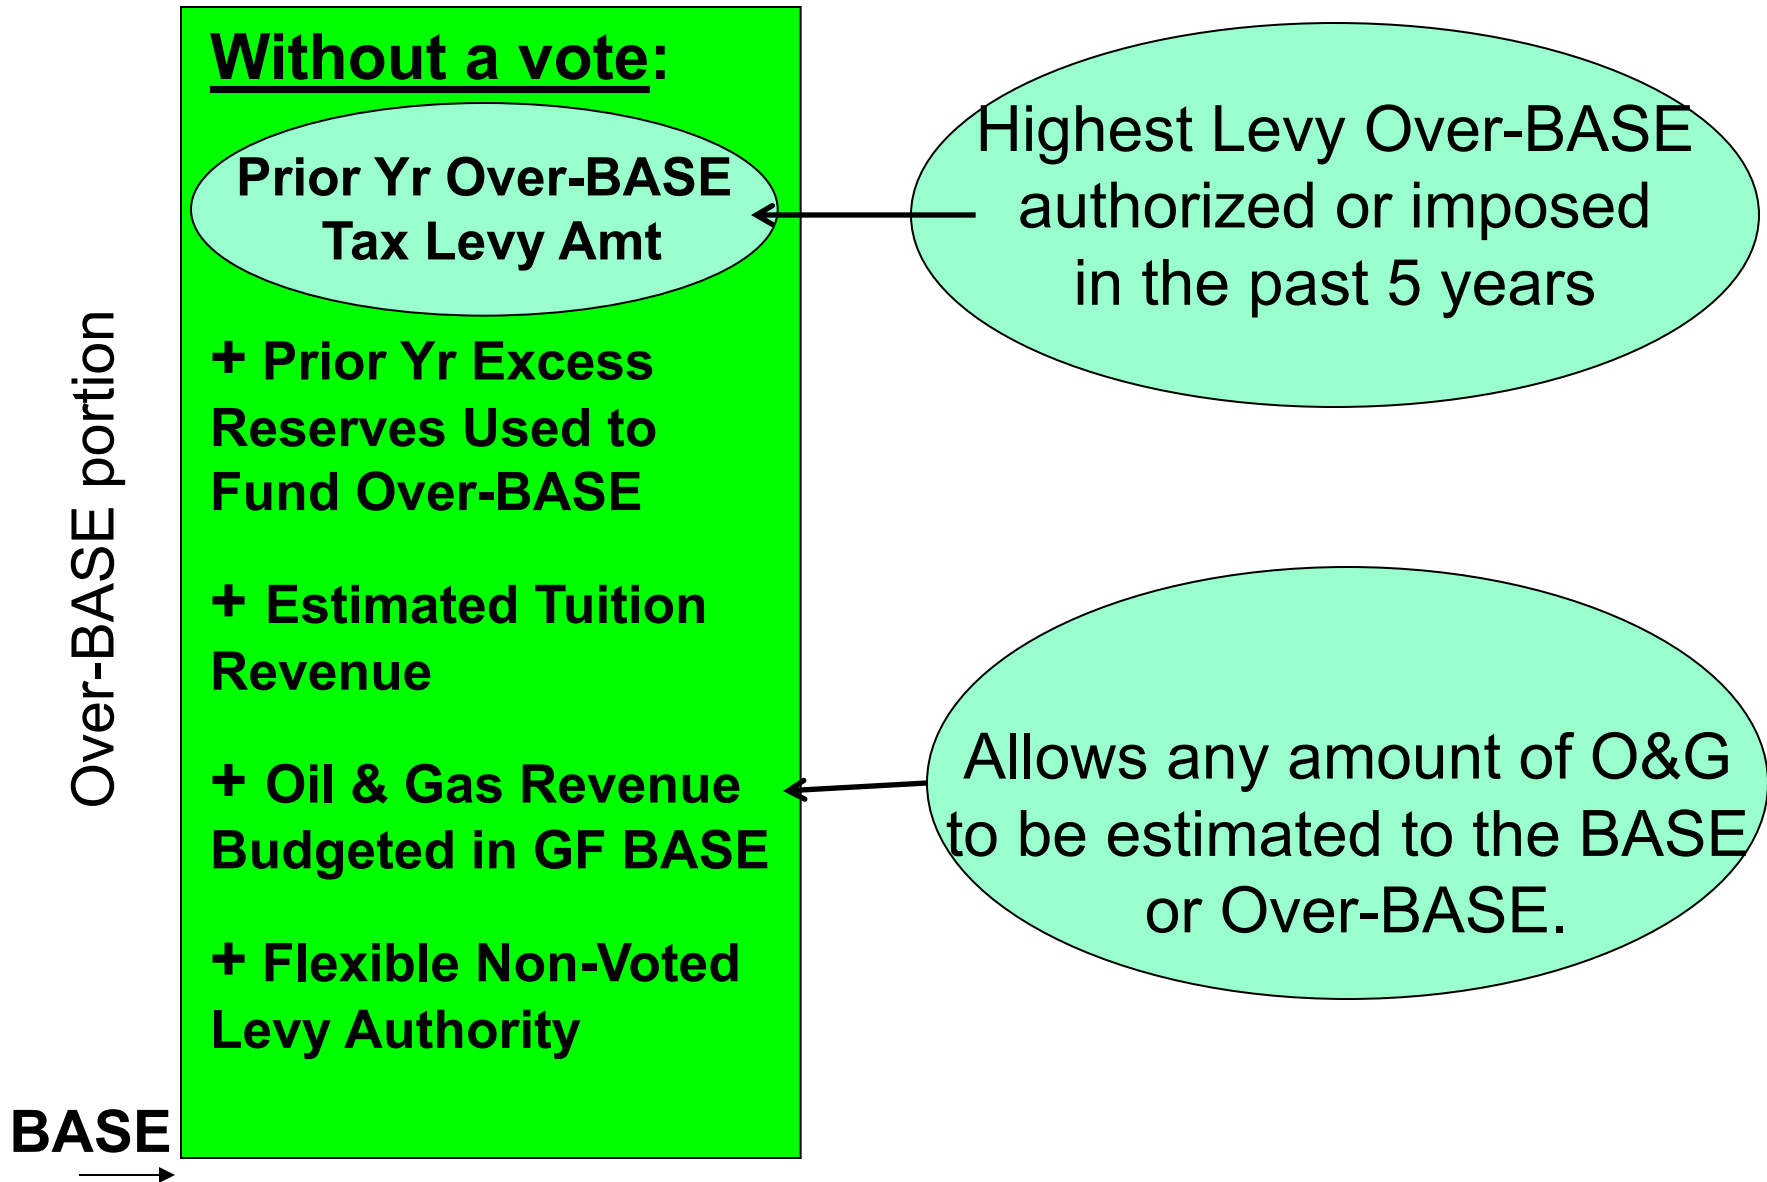 Without a vote:
Prior Yr Over-BASE
Tax Levy Amt
+ Prior Yr Excess
Reserves Used to
Fund Over-BASE
+ Estimated Tuition
Revenue
+ Oil & Gas Revenue
Budgeted in GF BASE
+ Flexible Non-Voted
Levy Authority
Over-BASE portion
BASE
Highest Levy Over-BASE
authorized or imposed
in the past 5 years
Allows any amount of O&G
to be estimated to the BASE
or Over-BASE.